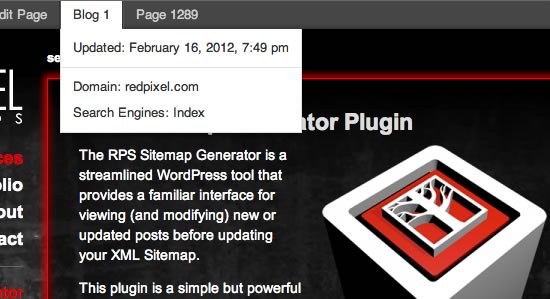 dit Page Blog 1 Page 1289
Updated: February 16, 2012, 7:49 pm
Domain: redpixel.com
Search Engines: Index
se
ator Plugin
EL
D S
ces
olio
out
act
ator
The RPS Sitemap Generator is a
streamlined WordPress tool that
provides a familiar interface for
viewing (and modifying) new or
updated posts before updating
your XML Sitemap.
This plugin is a simple but powerful